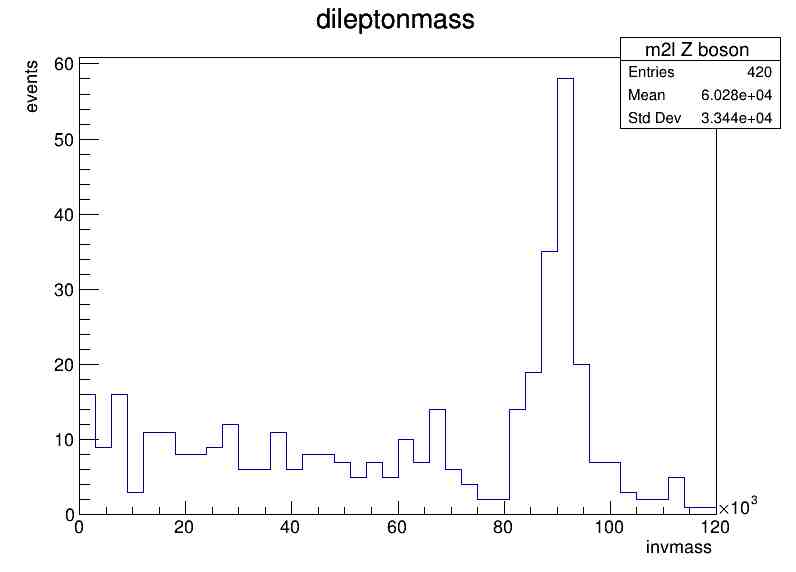 dileptonmass
m2l Z boson
Entries 420
Mean 6.028e+04
Std Dev 3.344e+04
events
60
50
40
30
20
10
0
0 20 40 60 80 100 120
×10³
invmass